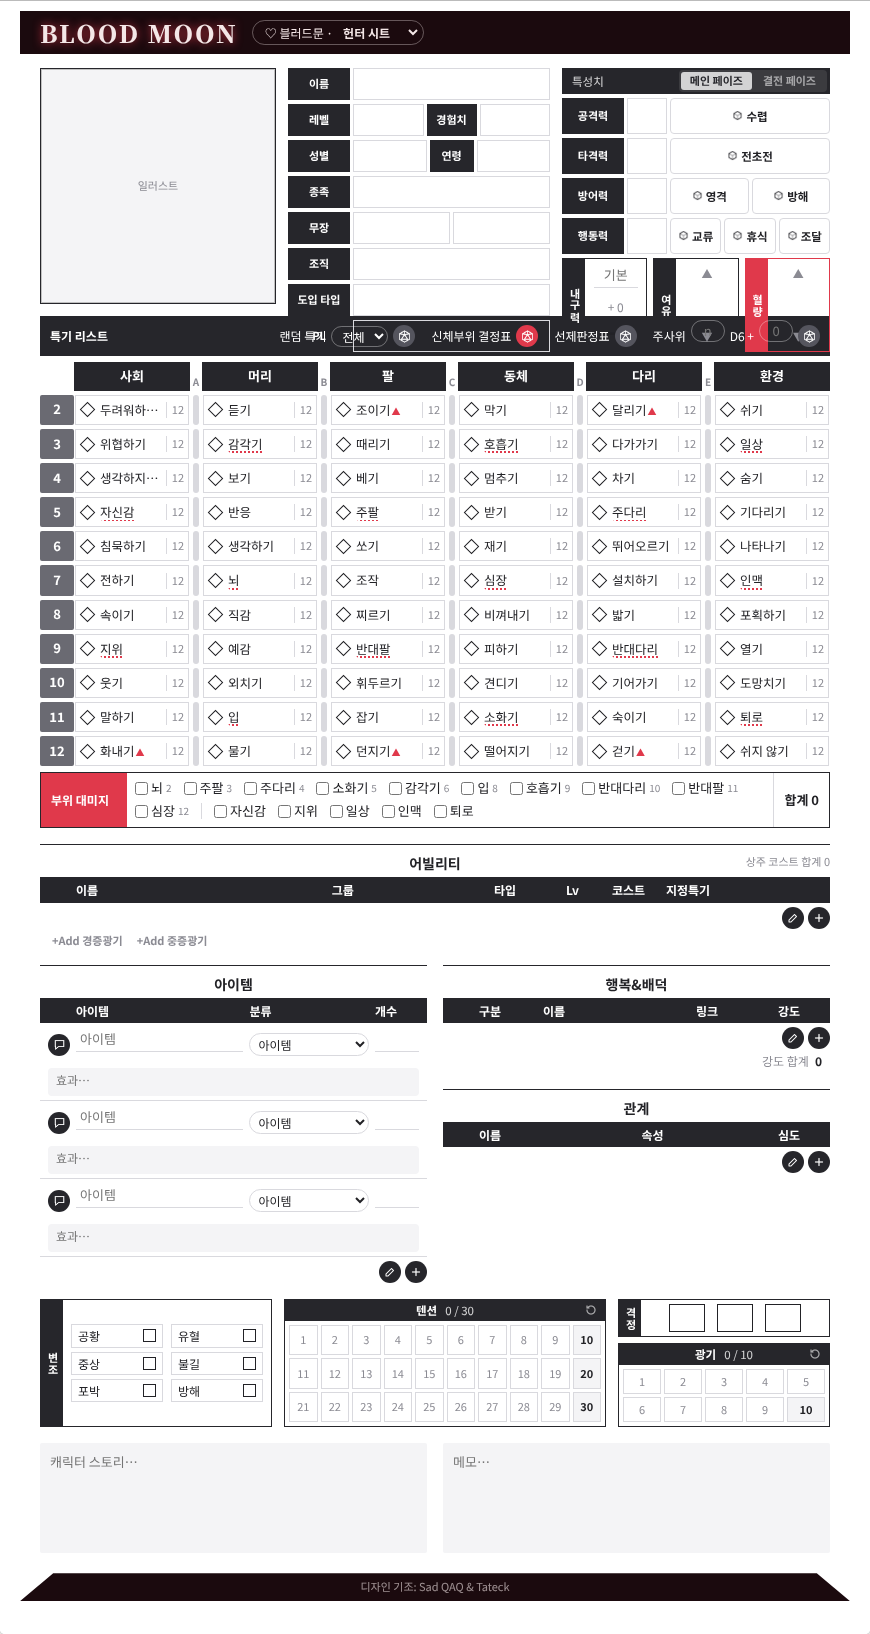 BLOOD MOON ♡ 블러드문 · 헌터 시트
일러스트
이름
레벨 경험치
성별 연령
종족
무장
조직
도입 타입
특성치 메인 페이즈 결전 페이즈
공격력 수렵
타격력 전초전
방어력 영격 방해
행동력 교류 휴식 조달
내구력 기본 +0 여유 ▲ ▼ 혈량 ▲ ▼
특기 리스트 랜덤 특기 PL 전체 신체부위 결정표 선제판정표 주사위 n D6 + 0
사회 A 머리 B 팔 C 동체 D 다리 E 환경
2 두려워하… 12 듣기 12 조이기▲ 12 막기 12 달리기▲ 12 쉬기 12
3 위협하기 12 감각기 12 때리기 12 호흡기 12 다가가기 12 일상 12
4 생각하지… 12 보기 12 베기 12 멈추기 12 차기 12 숨기 12
5 자신감 12 반응 12 주팔 12 받기 12 주다리 12 기다리기 12
6 침묵하기 12 생각하기 12 쏘기 12 재기 12 뛰어오르기 12 나타나기 12
7 전하기 12 뇌 12 조작 12 심장 12 설치하기 12 인맥 12
8 속이기 12 직감 12 찌르기 12 비껴내기 12 밟기 12 포획하기 12
9 지위 12 예감 12 반대팔 12 피하기 12 반대다리 12 열기 12
10 웃기 12 외치기 12 휘두르기 12 견디기 12 기어가기 12 도망치기 12
11 말하기 12 입 12 잡기 12 소화기 12 숙이기 12 퇴로 12
12 화내기▲ 12 물기 12 던지기▲ 12 떨어지기 12 걷기▲ 12 쉬지 않기 12
부위 대미지 뇌 2 주팔 3 주다리 4 소화기 5 감각기 6 입 8 호흡기 9 반대다리 10 반대팔 11
심장 12 자신감 지위 일상 인맥 퇴로 합계 0
어빌리티 상주 코스트 합계 0
이름 그룹 타입 Lv 코스트 지정특기
+Add 경증광기 +Add 중증광기
아이템
아이템 분류 개수
아이템 아이템
효과…
아이템 아이템
효과…
아이템 아이템
효과…
행복&배덕
구분 이름 링크 강도
강도 합계 0
관계
이름 속성 심도
변조
공황 유혈
중상 불길
포박 방해
텐션 0 / 30
1 2 3 4 5 6 7 8 9 10
11 12 13 14 15 16 17 18 19 20
21 22 23 24 25 26 27 28 29 30
격정
광기 0 / 10
1 2 3 4 5
6 7 8 9 10
캐릭터 스토리…
메모…
디자인 기조: Sad QAQ & Tateck